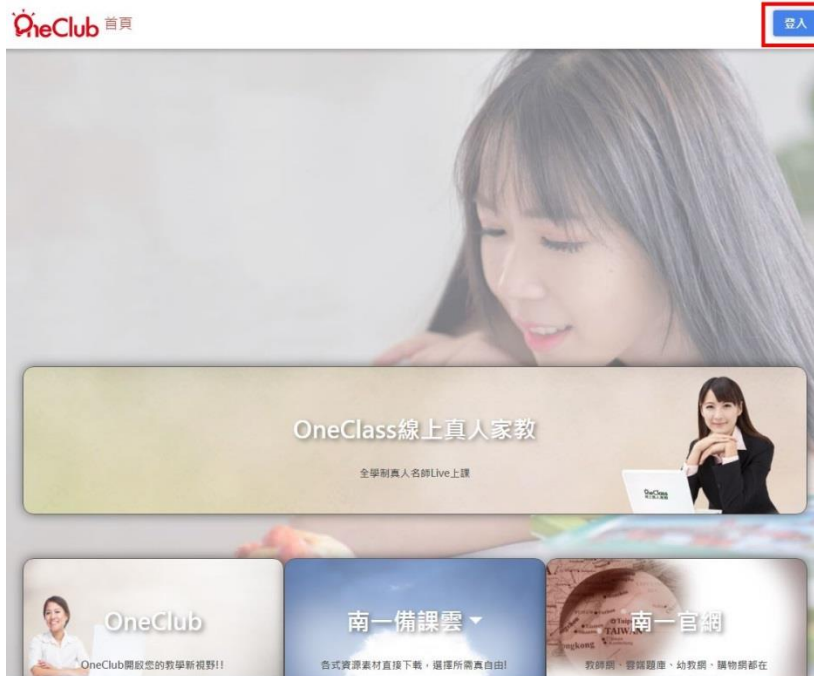 OneClub 首頁
登入
OneClass線上真人家教
全學制真人名師Live上課
OneClass
OneClub
OneClub開啟您的教學新視野!!
南一備課雲
各式資源素材直接下載，選擇所需真自由!
南一官網
TAIWAN
教師網、雲端題庫、幼教網、購物網都在